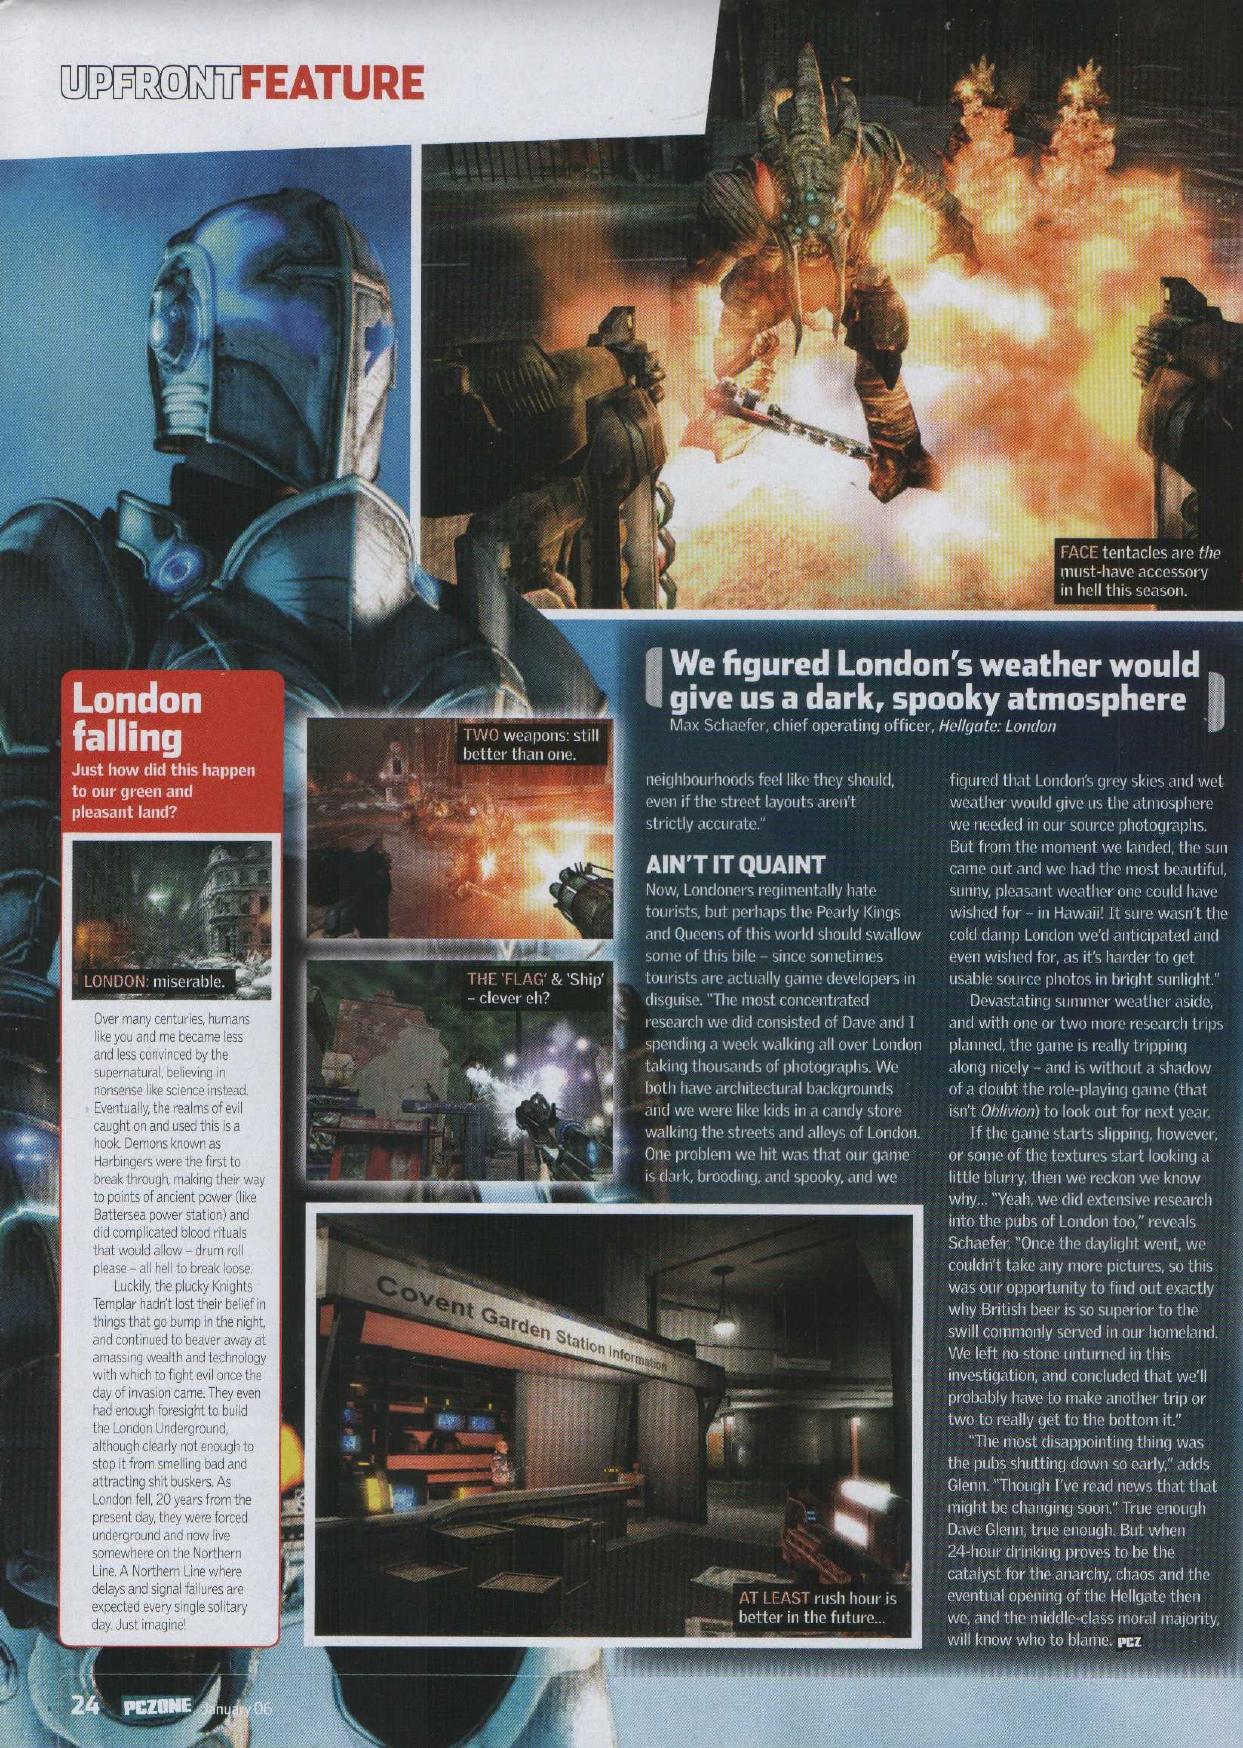 UPFRONTFEATURE
FACE tentacles are the
must-have accessory
in hell this season.
We figured London's weather would
give us a dark, spooky atmosphere
Max Schaefer, chief operating officer, Hellgate: London
London
falling
Just how did this happen
to our green and
pleasant land?
LONDON: miserable.
Over many centuries, humans
like you and me became less
and less convinced by the
supernatural, believing in
nonsense like science instead.
Eventually, the realms of evil
caught on and used this is a
hook. Demons known as
Harbingers were the first to
break through, making their way
to points of ancient power (like
Battersea power station) and
did complicated blood rituals
that would allow – drum roll
please – all hell to break loose.
Luckily, the plucky Knights
Templar hadn't lost their belief in
things that go bump in the night,
and continued to beaver away at
amassing wealth and technology
with which to fight evil once the
day of invasion came. They even
had enough foresight to build
the London Underground,
although clearly not enough to
stop it from smelling bad and
attracting shit buskers. As
London fell, 20 years from the
present day, they were forced
underground and now live
somewhere on the Northern
Line. A Northern Line where
delays and signal failures are
expected every single solitary
day. Just imagine!
TWO weapons: still
better than one.
THE 'FLAG' & 'Ship'
– clever eh?
Covent Garden Station Information
AT LEAST rush hour is
better in the future...
neighbourhoods feel like they should,
even if the street layouts aren't
strictly accurate."
AIN'T IT QUAINT
Now, Londoners regimentally hate
tourists, but perhaps the Pearly Kings
and Queens of this world should swallow
some of this bile – since sometimes
tourists are actually game developers in
disguise. "The most concentrated
research we did consisted of Dave and I
spending a week walking all over London
taking thousands of photographs. We
both have architectural backgrounds
and we were like kids in a candy store
walking the streets and alleys of London.
One problem we hit was that our game
is dark, brooding, and spooky, and we
figured that London's grey skies and wet
weather would give us the atmosphere
we needed in our source photographs.
But from the moment we landed, the sun
came out and we had the most beautiful,
sunny, pleasant weather one could have
wished for – in Hawaii! It sure wasn't the
cold damp London we'd anticipated and
even wished for, as it's harder to get
usable source photos in bright sunlight."
Devastating summer weather aside,
and with one or two more research trips
planned, the game is really tripping
along nicely – and is without a shadow
of a doubt the role-playing game (that
isn't Oblivion) to look out for next year.
If the game starts slipping, however,
or some of the textures start looking a
little blurry, then we reckon we know
why... "Yeah, we did extensive research
into the pubs of London too," reveals
Schaefer. "Once the daylight went, we
couldn't take any more pictures, so this
was our opportunity to find out exactly
why British beer is so superior to the
swill commonly served in our homeland.
We left no stone unturned in this
investigation, and concluded that we'll
probably have to make another trip or
two to really get to the bottom it."
"The most disappointing thing was
the pubs shutting down so early," adds
Glenn. "Though I've read news that that
might be changing soon." True enough
Dave Glenn, true enough. But when
24-hour drinking proves to be the
catalyst for the anarchy, chaos and the
eventual opening of the Hellgate then
we, and the middle-class moral majority,
will know who to blame. PCZ
24 PCZONE January 06